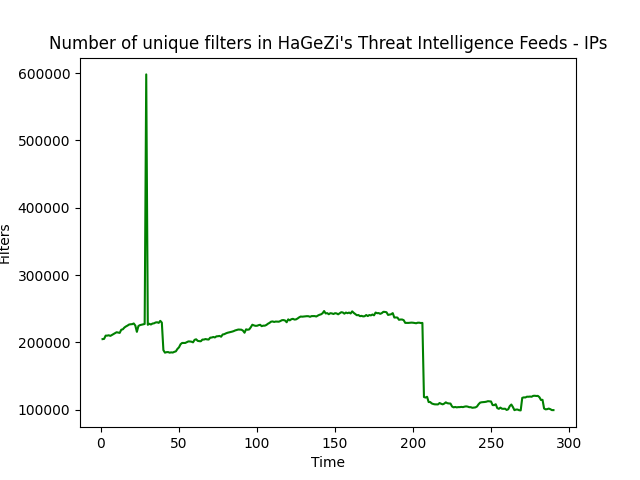 Number of unique filters in HaGeZi's Threat Intelligence Feeds - IPs
600000
500000
400000
300000
200000
100000
Filters
0 50 100 150 200 250 300
Time